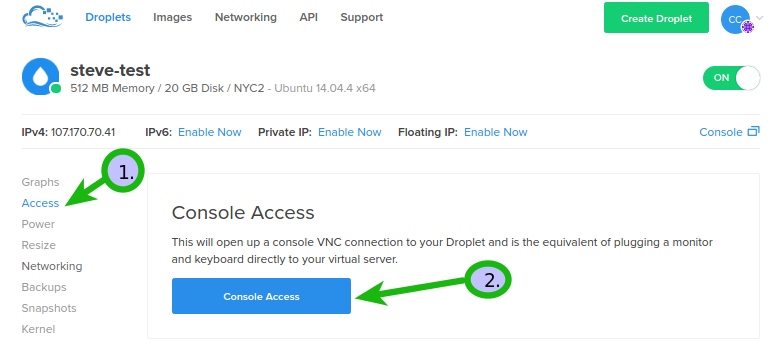 Droplets Images Networking API Support Create Droplet CC
steve-test
512 MB Memory / 20 GB Disk / NYC2 - Ubuntu 14.04.4 x64
ON
IPv4: 107.170.70.41 IPv6: Enable Now Private IP: Enable Now Floating IP: Enable Now Console
1.
Graphs
Access
Power
Resize
Networking
Backups
Snapshots
Kernel
Console Access
This will open up a console VNC connection to your Droplet and is the equivalent of plugging a monitor
and keyboard directly to your virtual server.
Console Access
2.